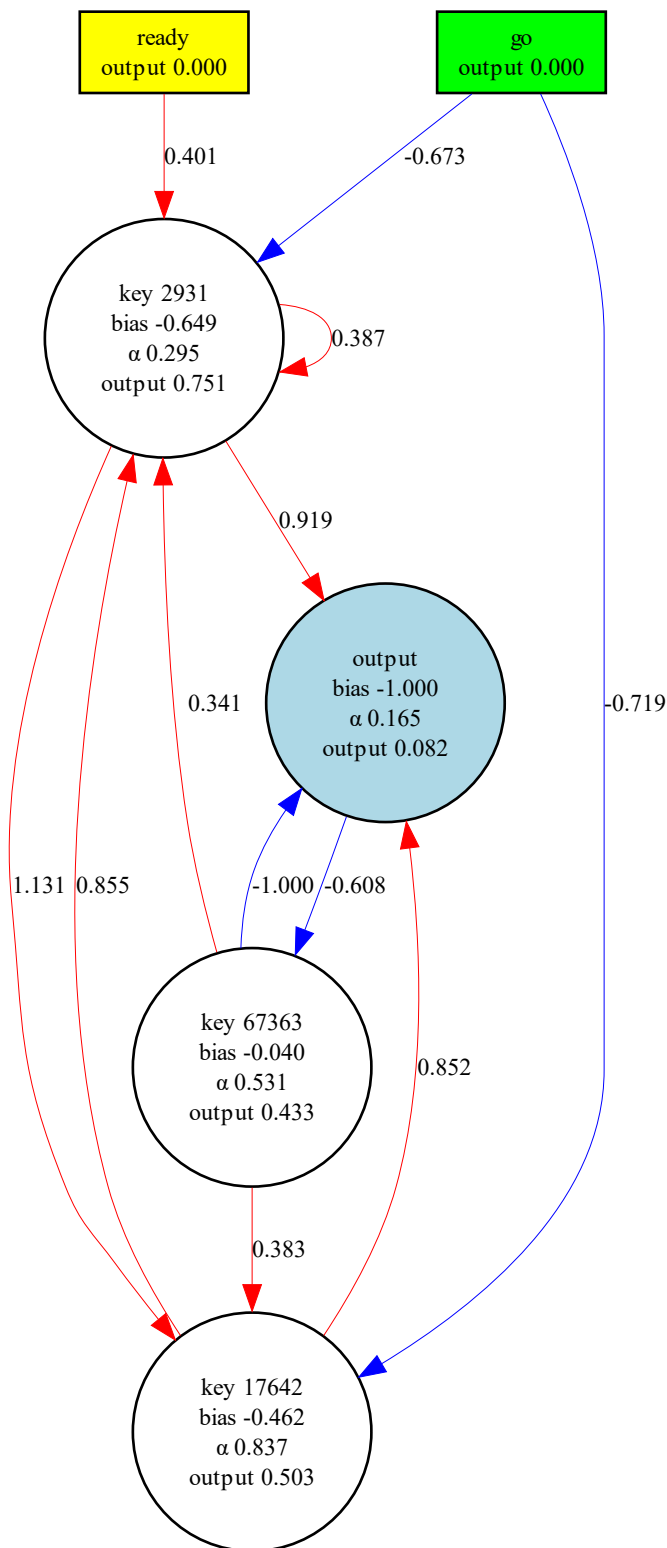 ready
output 0.000
go
output 0.000
0.401
-0.673
key 2931
bias -0.649
α 0.295
output 0.751
0.387
0.919
output
bias -1.000
α 0.165
output 0.082
0.341
-0.719
1.131
0.855
-1.000
-0.608
key 67363
bias -0.040
α 0.531
output 0.433
0.852
0.383
key 17642
bias -0.462
α 0.837
output 0.503